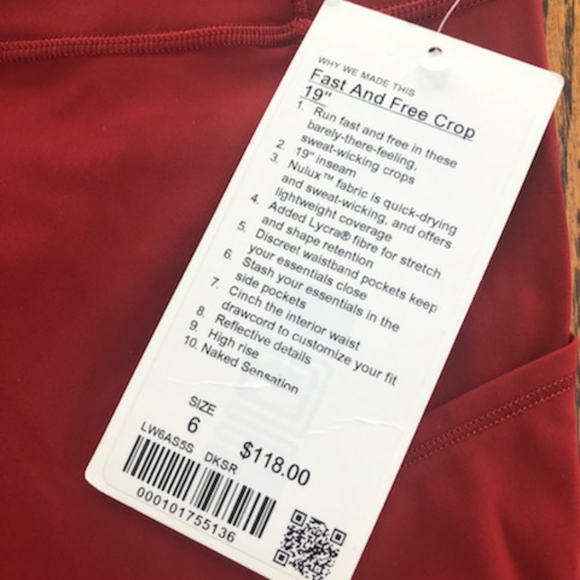 WHY WE MADE THIS
Fast And Free Crop
19"
1. Run fast and free in these
barely-there-feeling,
sweat-wicking crops
2. 19" inseam
3. Nulux™ fabric is quick-drying
and sweat-wicking, and offers
lightweight coverage
4. Added Lycra® fibre for stretch
and shape retention
5. Discreet waistband pockets keep
your essentials close
6. Stash your essentials in the
side pockets
7. Cinch the interior waist
drawcord to customize your fit
8. Reflective details
9. High rise
10. Naked Sensation
SIZE
6
$118.00
LW6AS5S DKSR
000101755136